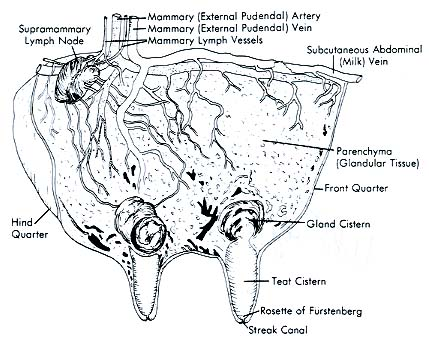 Mammary (External Pudendal) Artery
Mammary (External Pudendal) Vein
Mammary Lymph Vessels
Supramammary
Lymph Node
Subcutaneous Abdominal
(Milk) Vein
Parenchyma
(Glandular Tissue)
Front Quarter
Hind
Quarter
Gland Cistern
Teat Cistern
Rosette of Furstenberg
Streak Canal